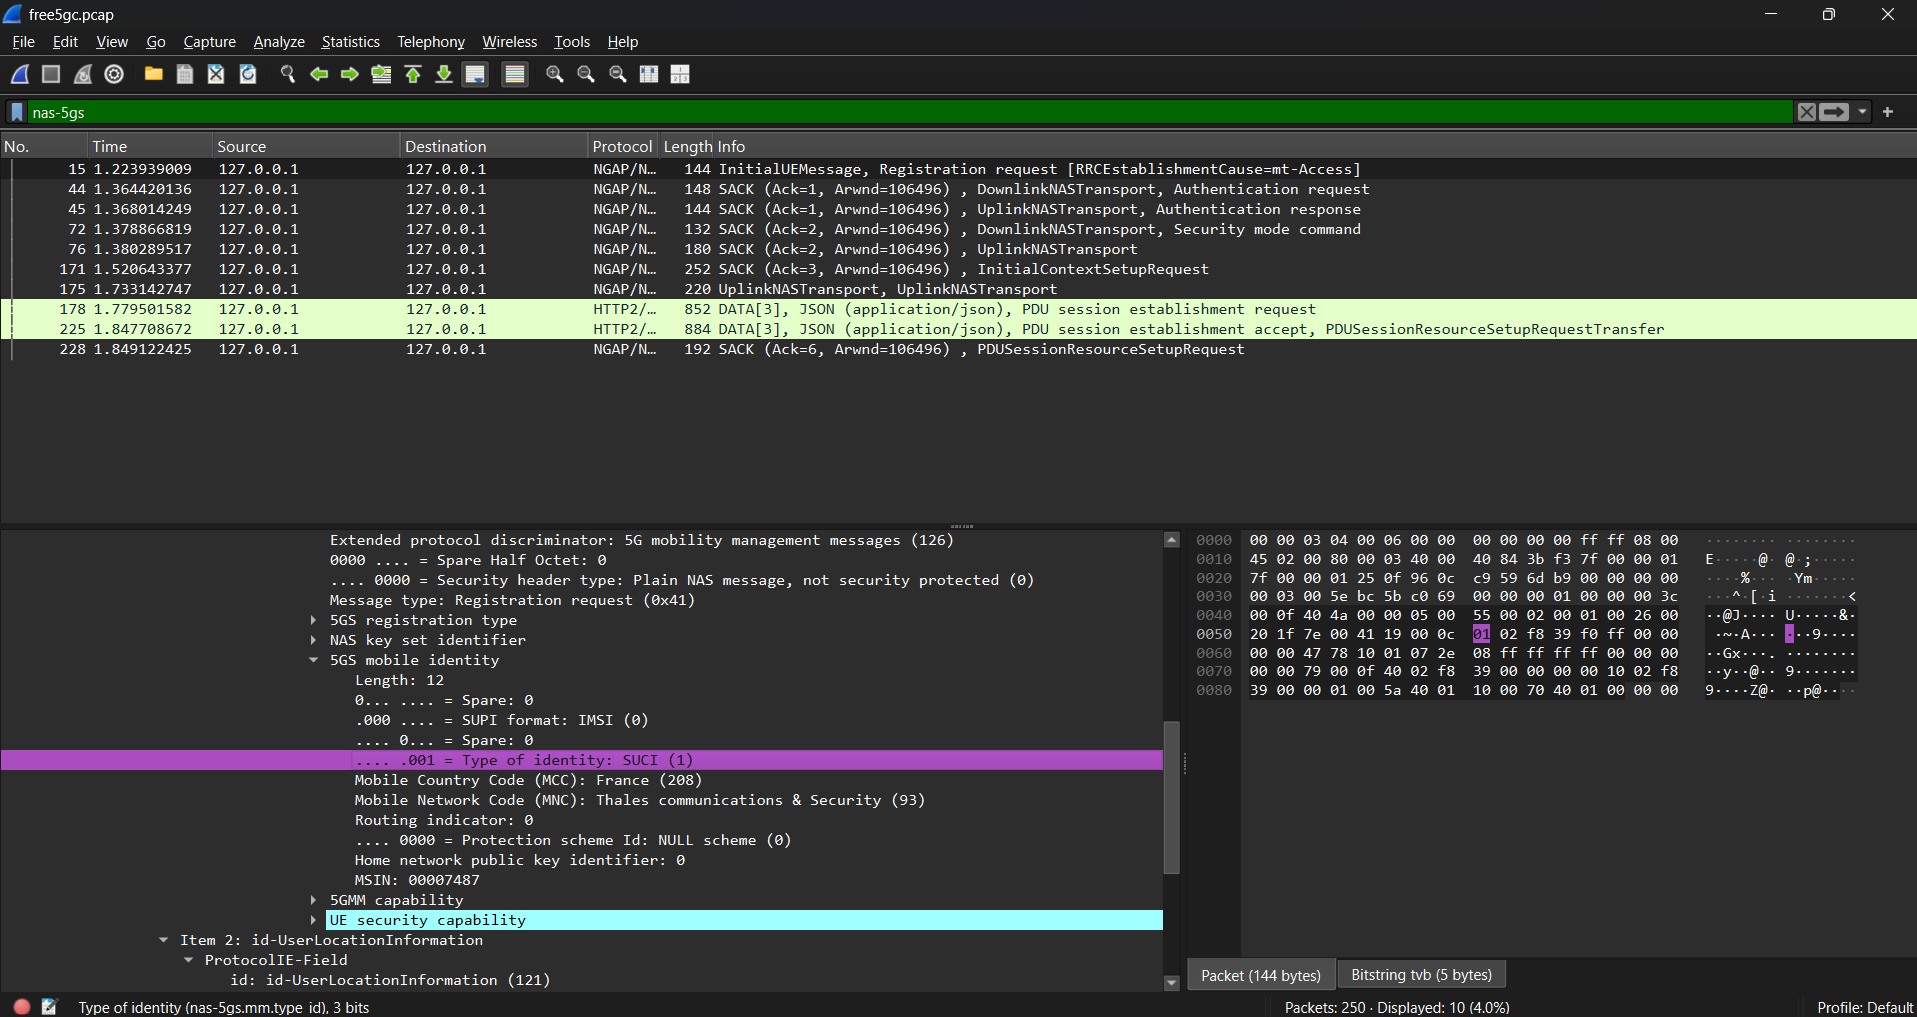 free5gc.pcap
File Edit View Go Capture Analyze Statistics Telephony Wireless Tools Help
nas-5gs
No. Time Source Destination Protocol Length Info
15 1.223939009 127.0.0.1 127.0.0.1 NGAP/N… 144 InitialUEMessage, Registration request [RRCEstablishmentCause=mt-Access]
44 1.364420136 127.0.0.1 127.0.0.1 NGAP/N… 148 SACK (Ack=1, Arwnd=106496) , DownlinkNASTransport, Authentication request
45 1.368014249 127.0.0.1 127.0.0.1 NGAP/N… 144 SACK (Ack=1, Arwnd=106496) , UplinkNASTransport, Authentication response
72 1.378866819 127.0.0.1 127.0.0.1 NGAP/N… 132 SACK (Ack=2, Arwnd=106496) , DownlinkNASTransport, Security mode command
76 1.380289517 127.0.0.1 127.0.0.1 NGAP/N… 180 SACK (Ack=2, Arwnd=106496) , UplinkNASTransport
171 1.520643377 127.0.0.1 127.0.0.1 NGAP/N… 252 SACK (Ack=3, Arwnd=106496) , InitialContextSetupRequest
175 1.733142747 127.0.0.1 127.0.0.1 NGAP/N… 220 UplinkNASTransport, UplinkNASTransport
178 1.779501582 127.0.0.1 127.0.0.1 HTTP2/… 852 DATA[3], JSON (application/json), PDU session establishment request
225 1.847708672 127.0.0.1 127.0.0.1 HTTP2/… 884 DATA[3], JSON (application/json), PDU session establishment accept, PDUSessionResourceSetupRequestTransfer
228 1.849122425 127.0.0.1 127.0.0.1 NGAP/N… 192 SACK (Ack=6, Arwnd=106496) , PDUSessionResourceSetupRequest
Extended protocol discriminator: 5G mobility management messages (126)
0000 .... = Spare Half Octet: 0
.... 0000 = Security header type: Plain NAS message, not security protected (0)
Message type: Registration request (0x41)
5GS registration type
NAS key set identifier
5GS mobile identity
Length: 12
0... .... = Spare: 0
.000 .... = SUPI format: IMSI (0)
.... 0... = Spare: 0
.... .001 = Type of identity: SUCI (1)
Mobile Country Code (MCC): France (208)
Mobile Network Code (MNC): Thales communications & Security (93)
Routing indicator: 0
.... 0000 = Protection scheme Id: NULL scheme (0)
Home network public key identifier: 0
MSIN: 00007487
5GMM capability
UE security capability
Item 2: id-UserLocationInformation
ProtocolIE-Field
id: id-UserLocationInformation (121)
0000 00 00 03 04 00 06 00 00 00 00 00 00 ff ff 08 00 ········ ········
0010 45 02 00 80 00 03 40 00 40 84 3b f3 7f 00 00 01 E·····@· @·;·····
0020 7f 00 00 01 25 0f 96 0c c9 59 6d b9 00 00 00 00 ····%··· ·Ym·····
0030 00 03 00 5e bc 5b c0 69 00 00 00 01 00 00 00 3c ···^·[·i ·······<
0040 00 0f 40 4a 00 00 05 00 55 00 02 00 01 00 26 00 ··@J···· U·····&·
0050 20 1f 7e 00 41 19 00 0c 01 02 f8 39 f0 ff 00 00 ·~·A··· ···9····
0060 00 00 47 78 10 01 07 2e 08 ff ff ff ff 00 00 00 ··Gx···. ········
0070 00 00 79 00 0f 40 02 f8 39 00 00 00 00 10 02 f8 ··y··@·· 9·······
0080 39 00 00 01 00 5a 40 01 10 00 70 40 01 00 00 00 9····Z@· ··p@····
Packet (144 bytes) Bitstring tvb (5 bytes)
Type of identity (nas-5gs.mm.type_id), 3 bits
Packets: 250 · Displayed: 10 (4.0%)
Profile: Default